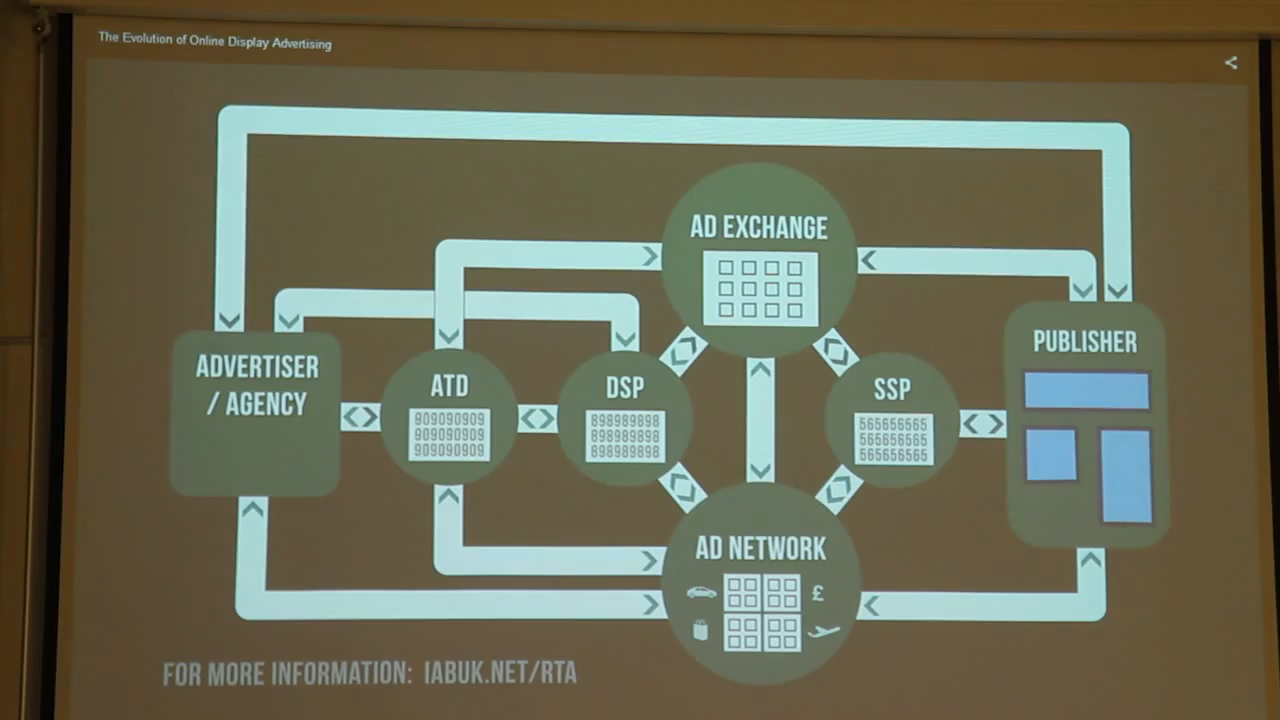 The Evolution of Online Display Advertising
AD EXCHANGE
ADVERTISER
/ AGENCY
ATD
909090909
909090909
909090909
DSP
898989898
898989898
898989898
SSP
565656565
565656565
565656565
PUBLISHER
AD NETWORK
£
FOR MORE INFORMATION: IABUK.NET/RTA